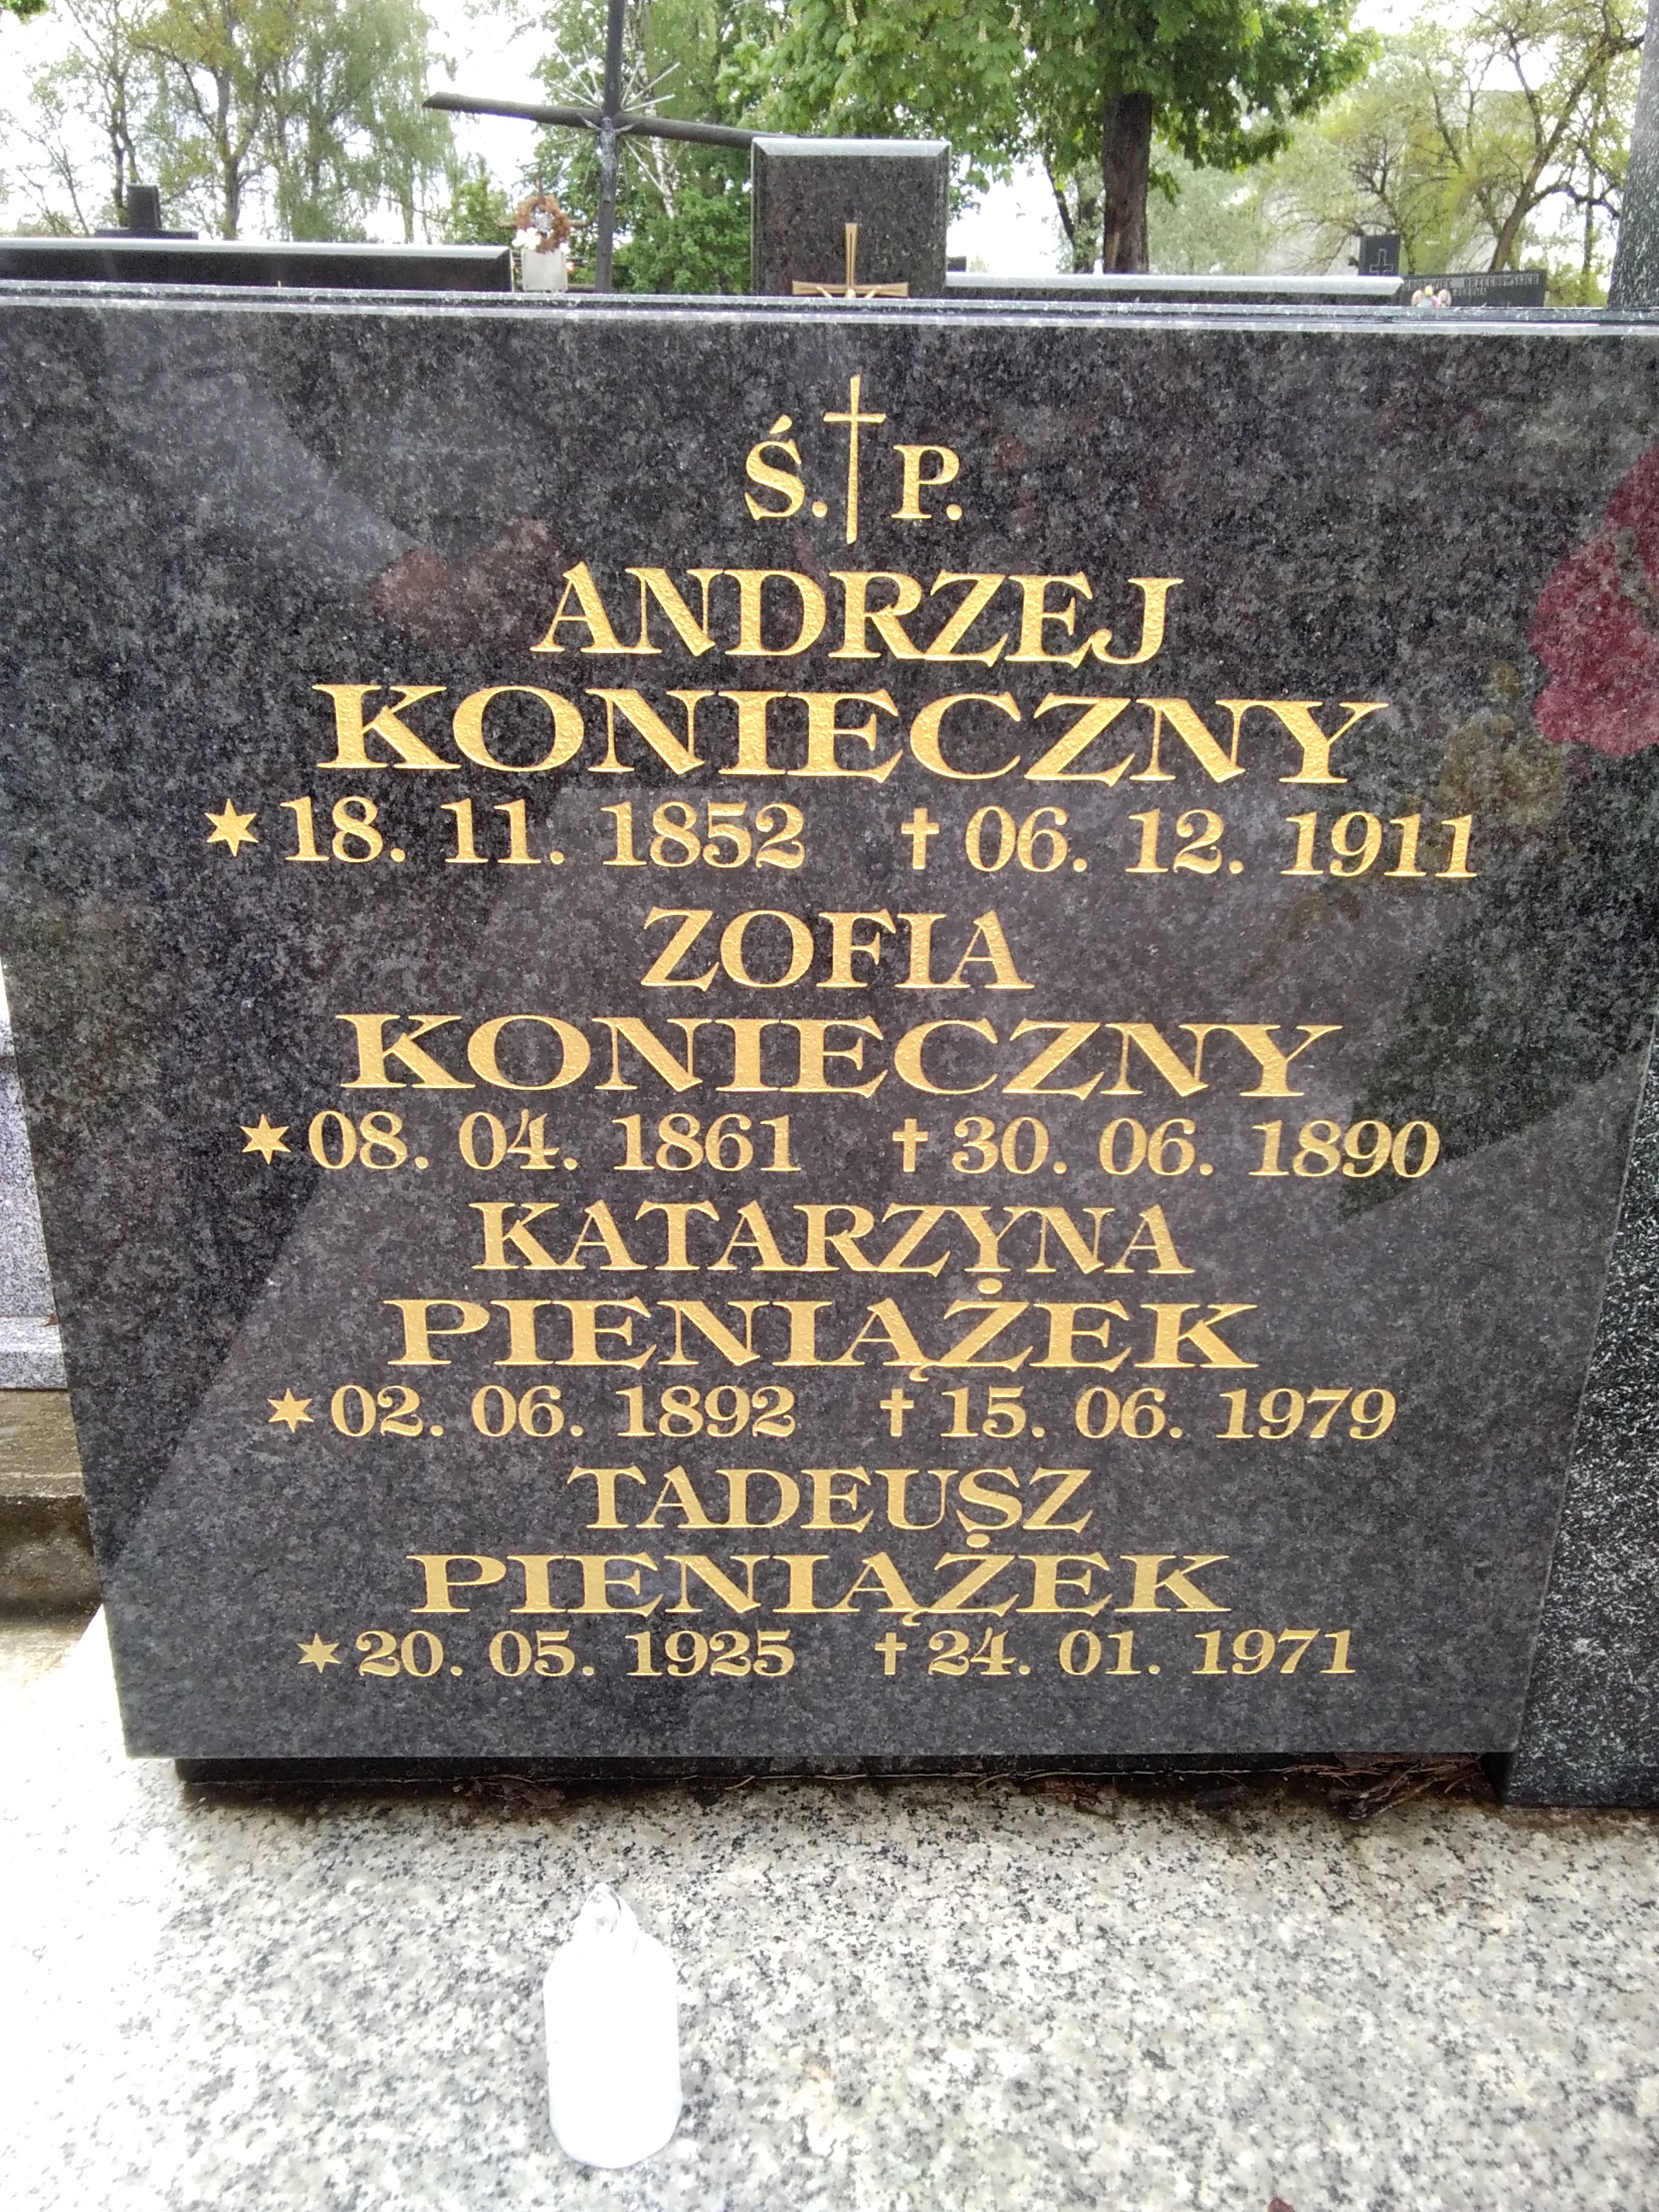 Ś. P.
ANDRZEJ
KONIECZNY
✶18. 11. 1852 †06. 12. 1911
ZOFIA
KONIECZNY
✶08. 04. 1861 †30. 06. 1890
KATARZYNA
PIENIĄŻEK
✶02. 06. 1892 †15. 06. 1979
TADEUSZ
PIENIĄŻEK
✶20. 05. 1925 †24. 01. 1971